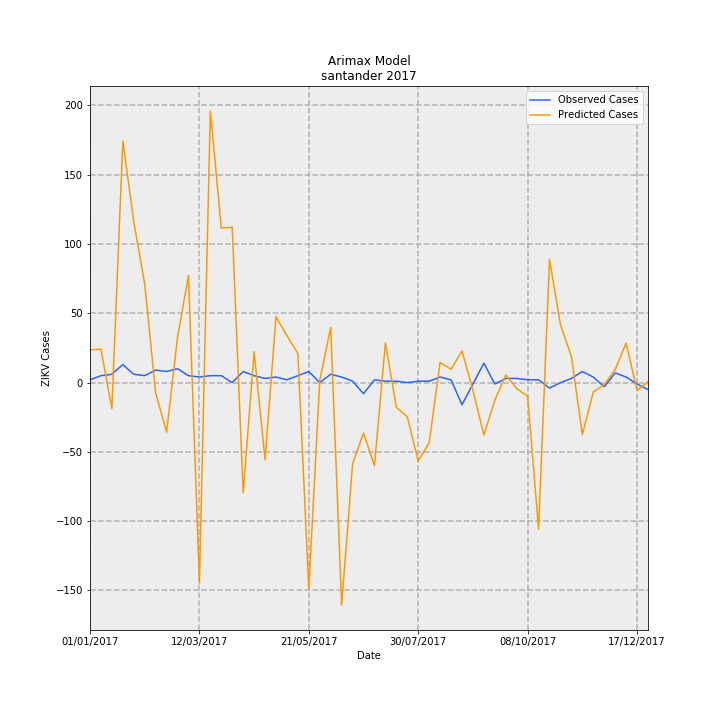 Arimax Model
santander 2017
Observed Cases
Predicted Cases
ZIKV Cases
200
150
100
50
0
−50
−100
−150
01/01/2017
12/03/2017
21/05/2017
30/07/2017
08/10/2017
17/12/2017
Date